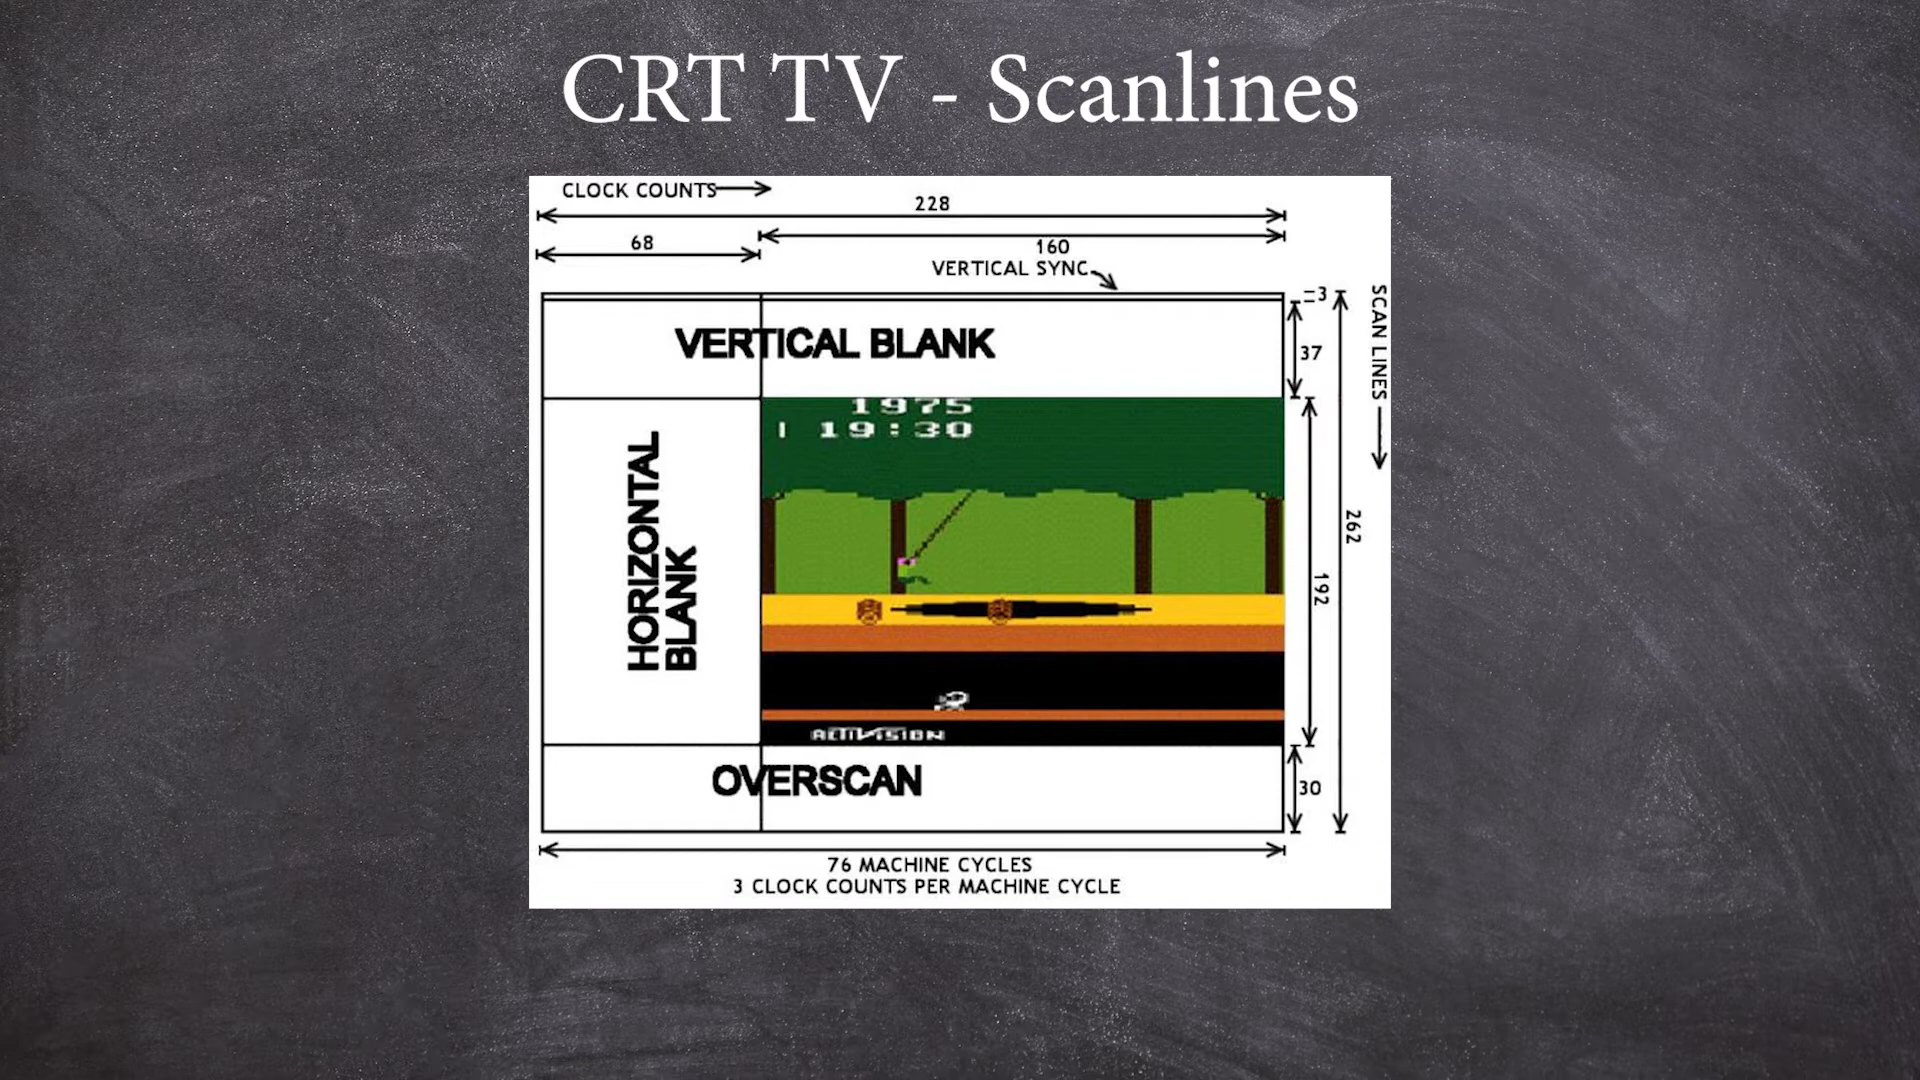 CRT TV - Scanlines
CLOCK COUNTS
228
68
160
VERTICAL SYNC
3
SCAN LINES
VERTICAL BLANK
37
1975
19:30
HORIZONTAL
BLANK
262
192
ACTIVISION
OVERSCAN
30
76 MACHINE CYCLES
3 CLOCK COUNTS PER MACHINE CYCLE